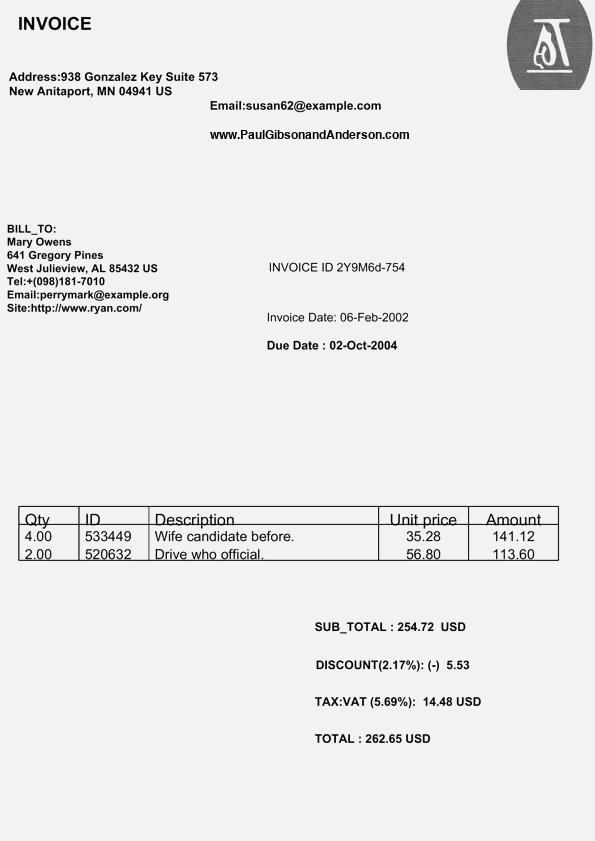 INVOICE
Address:938 Gonzalez Key Suite 573
New Anitaport, MN 04941 US
Email:susan62@example.com
www.PaulGibsonandAnderson.com
BILL_TO:
Mary Owens
641 Gregory Pines
West Julieview, AL 85432 US
Tel:+(098)181-7010
Email:perrymark@example.org
Site:http://www.ryan.com/
INVOICE ID 2Y9M6d-754
Invoice Date: 06-Feb-2002
Due Date : 02-Oct-2004
Qty ID Description Unit price Amount
4.00 533449 Wife candidate before. 35.28 141.12
2.00 520632 Drive who official. 56.80 113.60
SUB_TOTAL : 254.72 USD
DISCOUNT(2.17%): (-) 5.53
TAX:VAT (5.69%): 14.48 USD
TOTAL : 262.65 USD